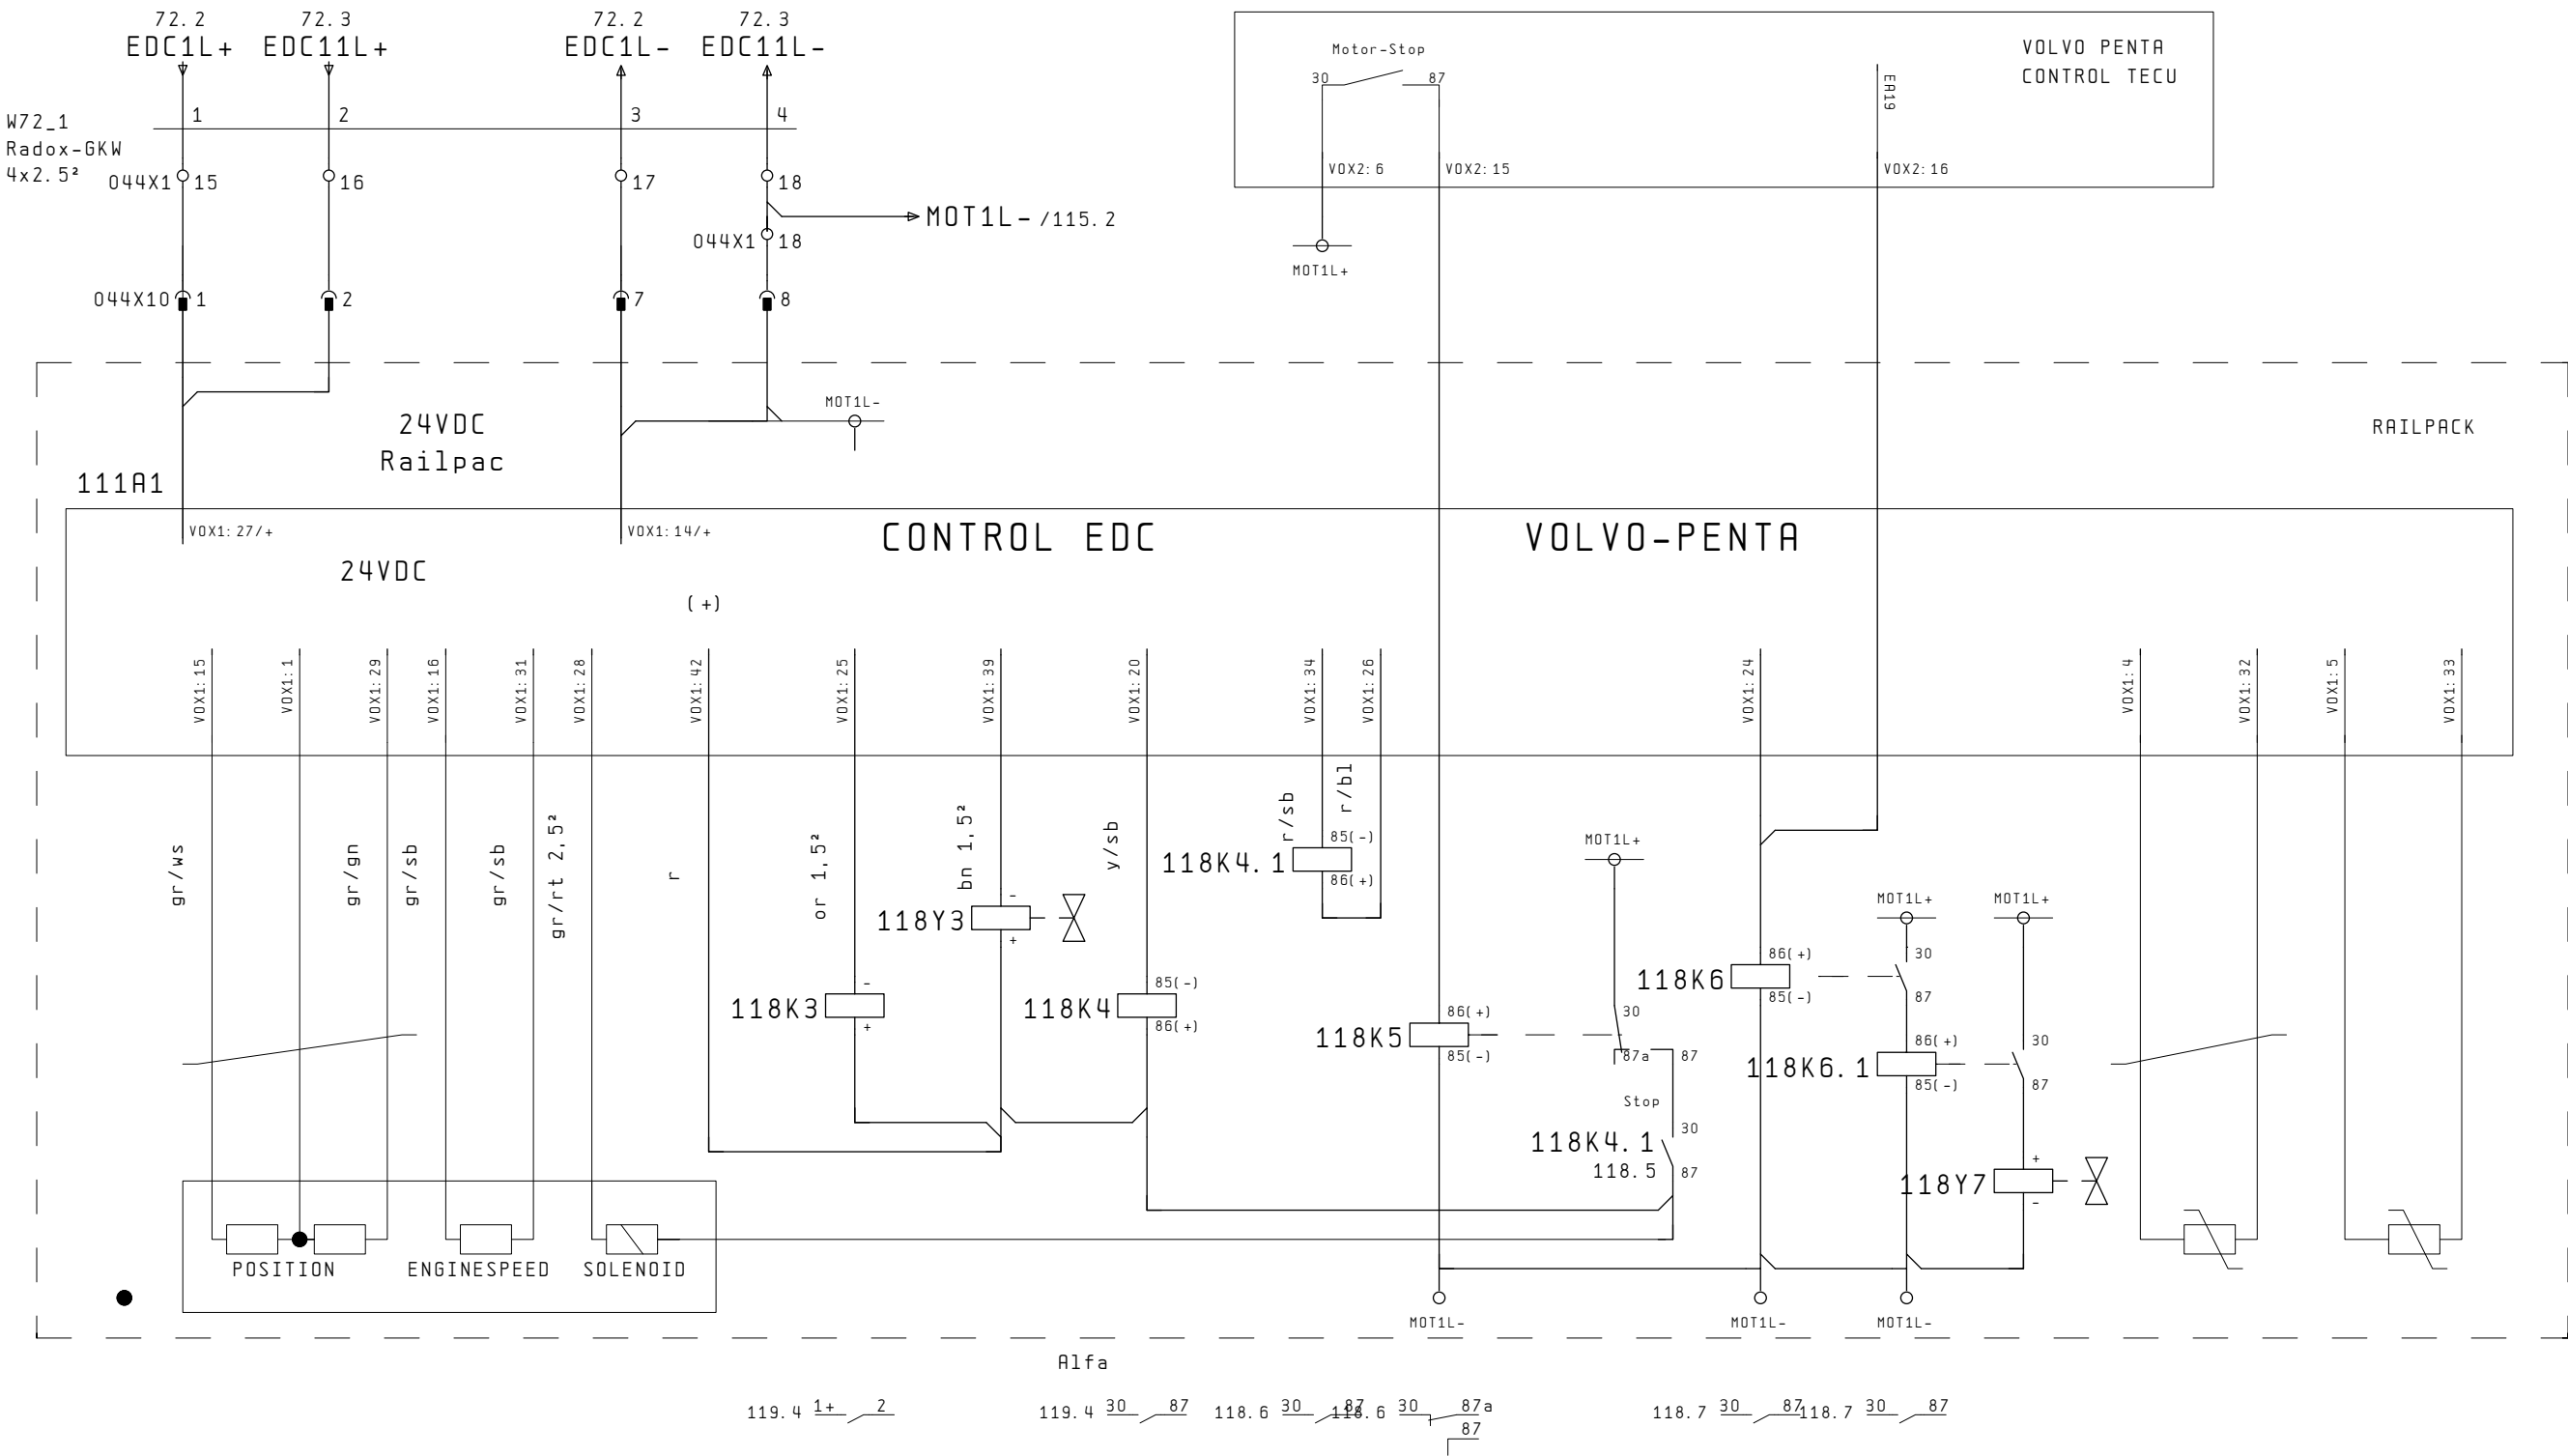 72.2
72.3
72.2
72.3
EDC1L+
EDC11L+
EDC1L-
EDC11L-
Motor-Stop
VOLVO PENTA
CONTROL TECU
30
87
EA19
W72_1
Radox-GKW
4x2.5²
1
2
3
4
VOX2:6
VOX2:15
VOX2:16
044X1
15
16
17
18
MOT1L- /115.2
044X1
18
MOT1L+
044X10
1
2
7
8
MOT1L-
24VDC
Railpac
RAILPACK
111A1
VOX1:27/+
VOX1:14/+
CONTROL EDC
VOLVO-PENTA
24VDC
(+)
VOX1:15
VOX1:1
VOX1:29
VOX1:16
VOX1:31
VOX1:28
VOX1:42
VOX1:25
VOX1:39
VOX1:20
VOX1:34
VOX1:26
VOX1:24
VOX1:4
VOX1:32
VOX1:5
VOX1:33
gr/ws
gr/gn
gr/sb
gr/sb
gr/rt 2,5²
r
or 1,5²
bn 1,5²
y/sb
r/sb
r/bl
118K4.1
85(-)
86(+)
MOT1L+
118Y3
-
+
MOT1L+
MOT1L+
118K3
-
+
118K4
85(-)
86(+)
118K5
86(+)
85(-)
30
87a
87
118K6
86(+)
85(-)
30
87
118K6.1
86(+)
85(-)
30
87
Stop
118K4.1
118.5
30
87
118Y7
+
-
POSITION
ENGINESPEED
SOLENOID
MOT1L-
MOT1L-
MOT1L-
Alfa
119.4 1+ 2
119.4 30 87
118.6 30 87
118.6 30 87a
87
118.7 30 87
118.7 30 87